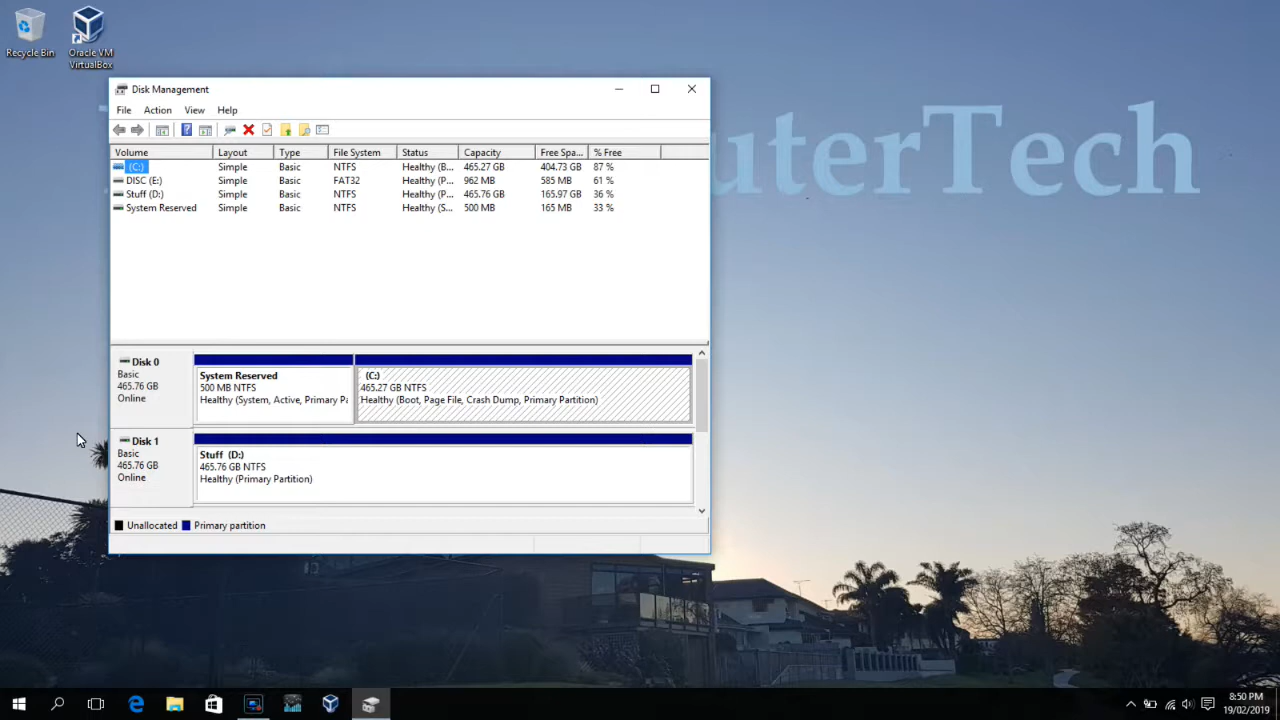 Recycle Bin
Oracle VM
VirtualBox
uterTech
Disk Management
File Action View Help
Volume Layout Type File System Status Capacity Free Spa... % Free
(C:) Simple Basic NTFS Healthy (B... 465.27 GB 404.73 GB 87 %
DISC (E:) Simple Basic FAT32 Healthy (P... 962 MB 585 MB 61 %
Stuff (D:) Simple Basic NTFS Healthy (P... 465.76 GB 165.97 GB 36 %
System Reserved Simple Basic NTFS Healthy (S... 500 MB 165 MB 33 %
Disk 0
Basic
465.76 GB
Online
System Reserved
500 MB NTFS
Healthy (System, Active, Primary Pa
(C:)
465.27 GB NTFS
Healthy (Boot, Page File, Crash Dump, Primary Partition)
Disk 1
Basic
465.76 GB
Online
Stuff (D:)
465.76 GB NTFS
Healthy (Primary Partition)
Unallocated Primary partition
8:50 PM
19/02/2019